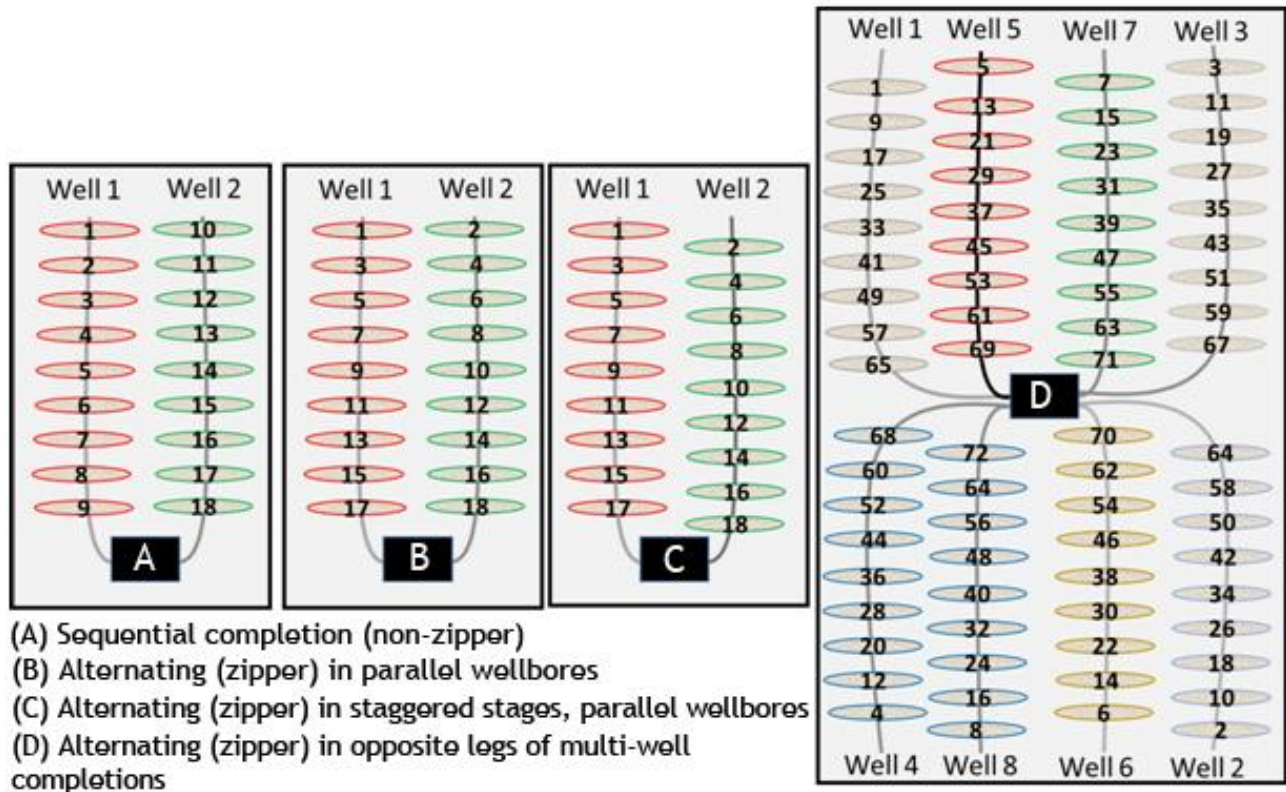 Well 1 Well 2
1 10
2 11
3 12
4 13
5 14
6 15
7 16
8 17
9 18
A
Well 1 Well 2
1 2
3 4
5 6
7 8
9 10
11 12
13 14
15 16
17 18
B
Well 1 Well 2
1 2
3 4
5 6
7 8
9 10
11 12
13 14
15 16
17 18
C
Well 1 Well 5 Well 7 Well 3
1 5 7 3
9 13 15 11
17 21 23 19
25 29 31 27
33 37 39 35
41 45 47 43
49 53 55 51
57 61 63 59
65 69 71 67
D
68 72 70 64
60 64 62 58
52 56 54 50
44 48 46 42
36 40 38 34
28 32 30 26
20 24 22 18
12 16 14 10
4 8 6 2
Well 4 Well 8 Well 6 Well 2
(A) Sequential completion (non-zipper)
(B) Alternating (zipper) in parallel wellbores
(C) Alternating (zipper) in staggered stages, parallel wellbores
(D) Alternating (zipper) in opposite legs of multi-well
completions